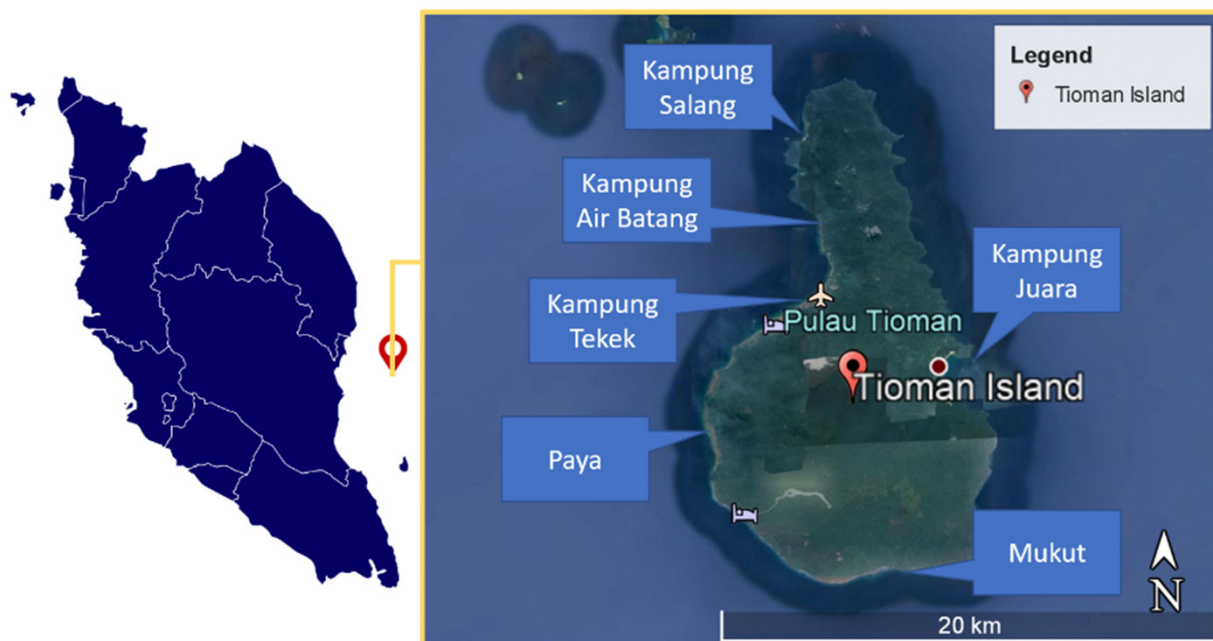 Legend
Tioman Island
Kampung
Salang
Kampung
Air Batang
Kampung
Juara
Kampung
Tekek
Pulau Tioman
Tioman Island
Paya
Mukut
N
20 km